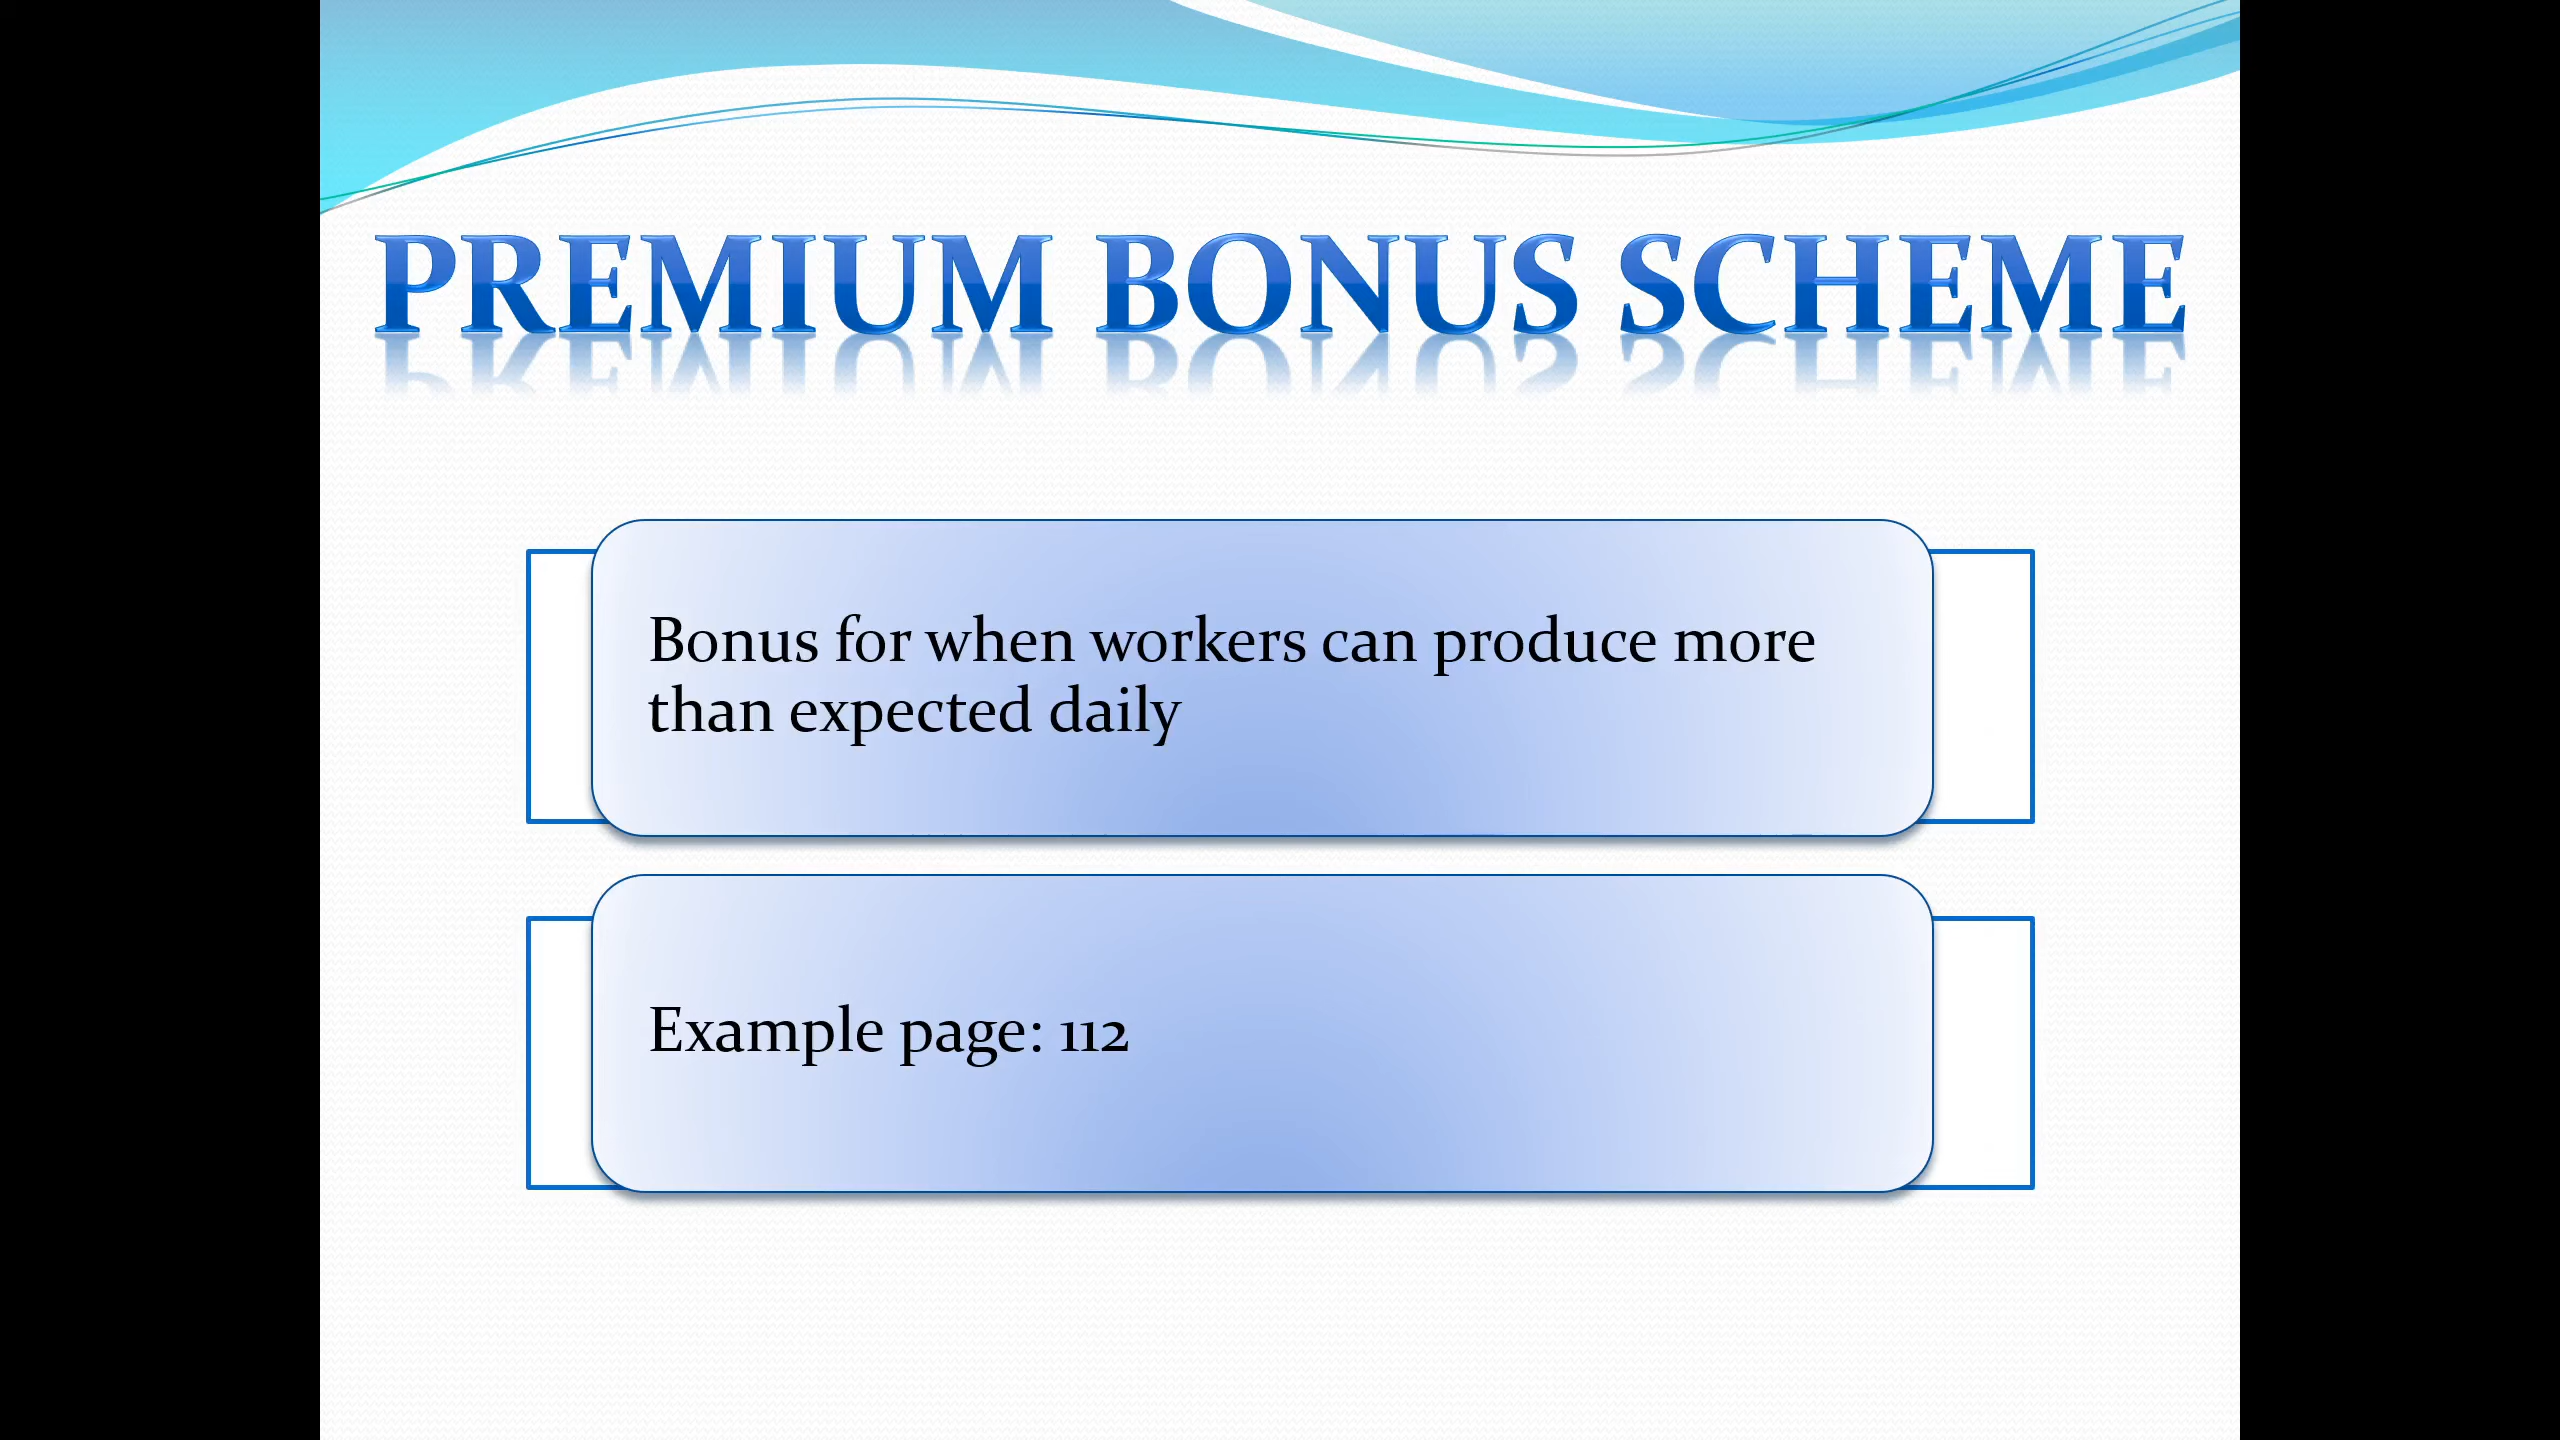 PREMIUM BONUS SCHEME
Bonus for when workers can produce more
than expected daily
Example page: 112